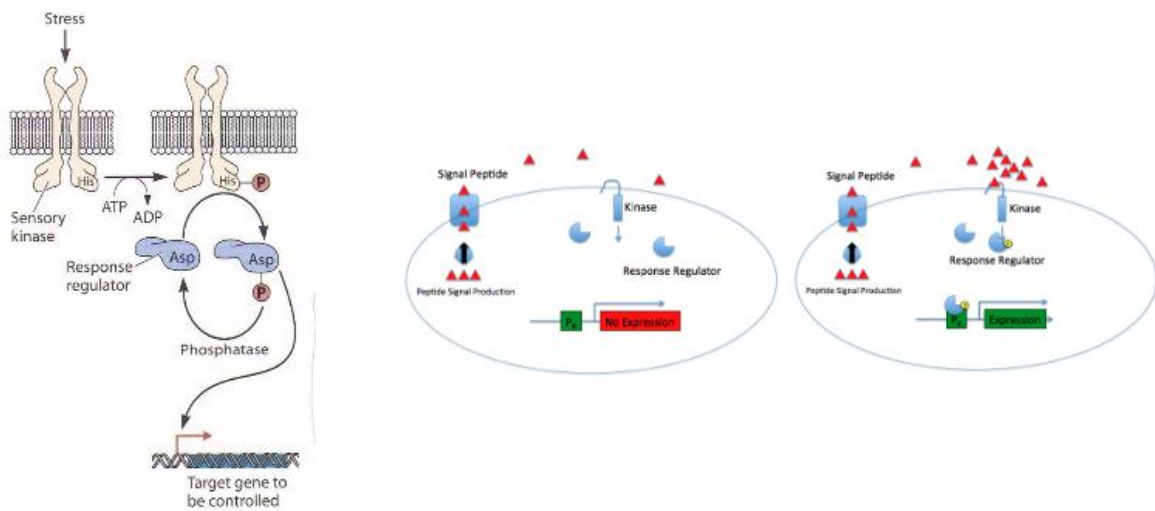 Stress
His
His
P
ATP
ADP
Sensory
kinase
Asp
Asp
Response
regulator
P
Phosphatase
Target gene to
be controlled
Signal Peptide
Kinase
Response Regulator
Peptide Signal Production
No Expression
Signal Peptide
Kinase
Response Regulator
Peptide Signal Production
Expression